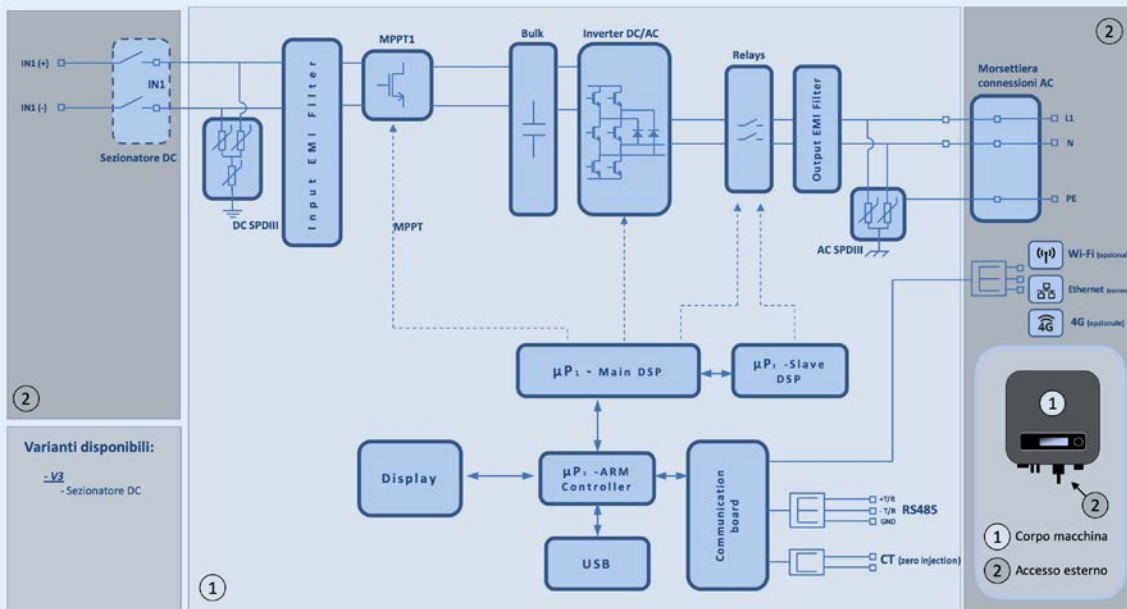 2
IN1 (+)
IN1 (-)
IN1
Sezionatore DC
2
Varianti disponibili:
- V3
- Sezionatore DC
DC SPDIII
Input EMI Filter
MPPT1
MPPT
Bulk
Inverter DC/AC
Relays
Output EMI Filter
AC SPDIII
Morsettiera
connessioni AC
L1
N
PE
Wi-Fi
Ethernet
4G
4G (opzionale)
µP₁ - Main DSP
µP₂ -Slave
DSP
Display
-ARM
Controller
USB
Communication
board
+T/R
- T/R
GND
RS485
CT (zero injection)
1
1
2
1 Corpo macchina
2 Accesso esterno